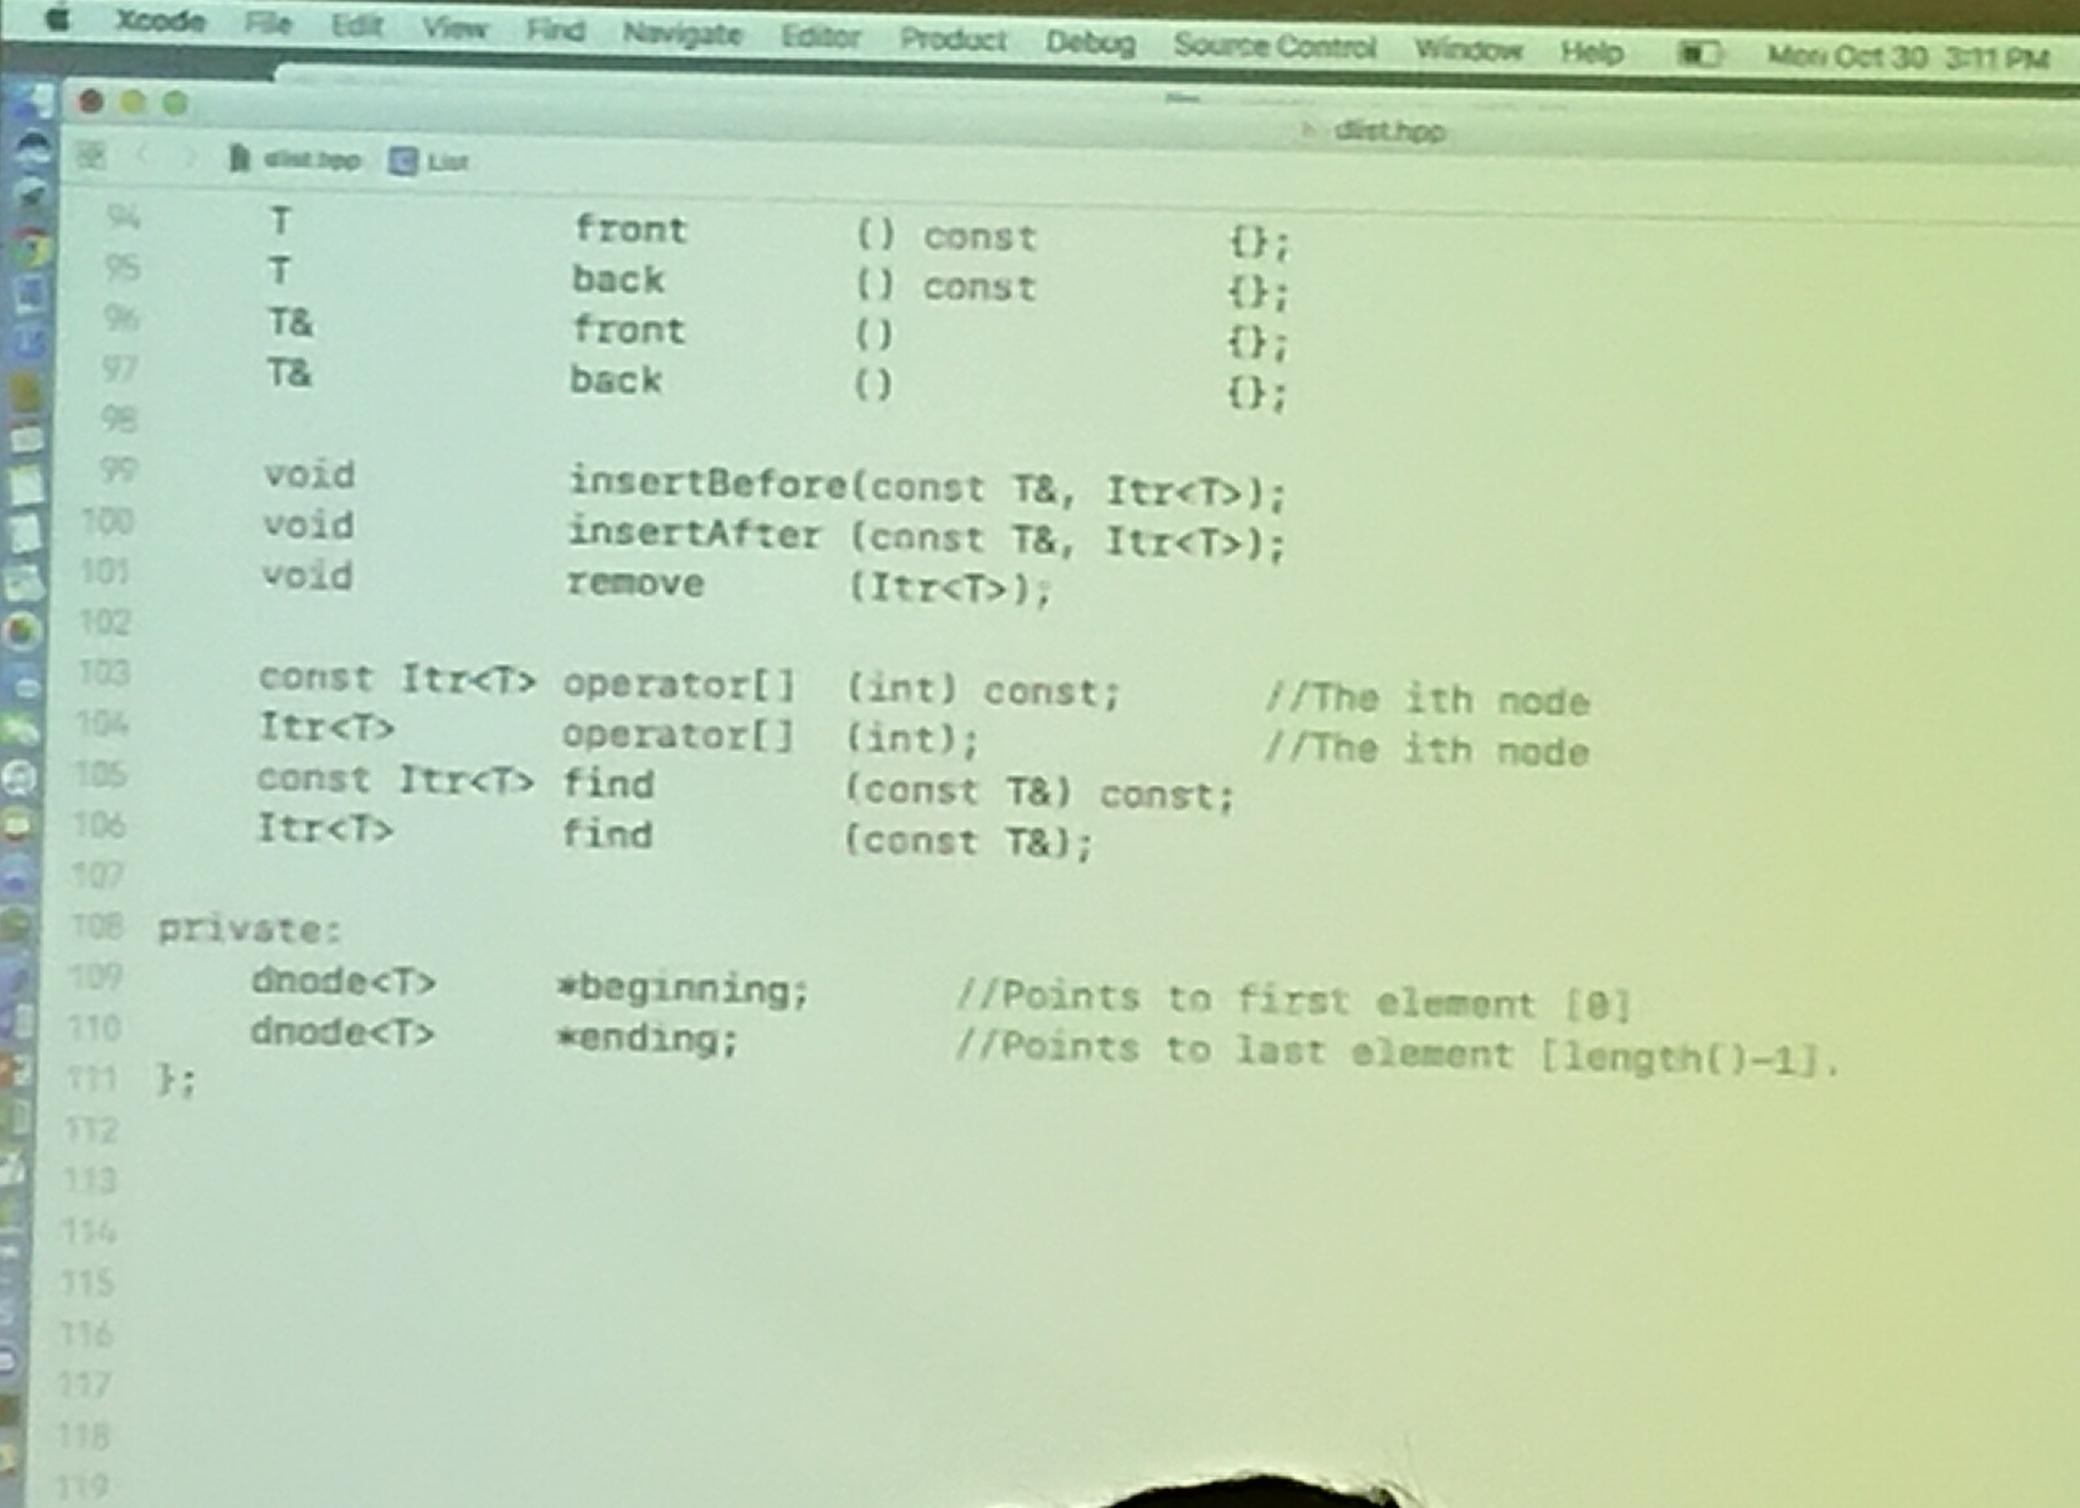 Xcode File Edit View Find Navigate Editor Product Debug Source Control Window Help Mon Oct 30 3:11 PM
dlist.hpp
dlist.hpp List
94 T front () const {};
95 T back () const {};
96 T& front () {};
97 T& back () {};
98
99 void insertBefore(const T&, Itr<T>);
100 void insertAfter (const T&, Itr<T>);
101 void remove (Itr<T>);
102
103 const Itr<T> operator[] (int) const; //The ith node
104 Itr<T> operator[] (int); //The ith node
105 const Itr<T> find (const T&) const;
106 Itr<T> find (const T&);
107
108 private:
109 dnode<T> *beginning; //Points to first element [0]
110 dnode<T> *ending; //Points to last element [length()-1].
111 };
112
113
114
115
116
117
118
119